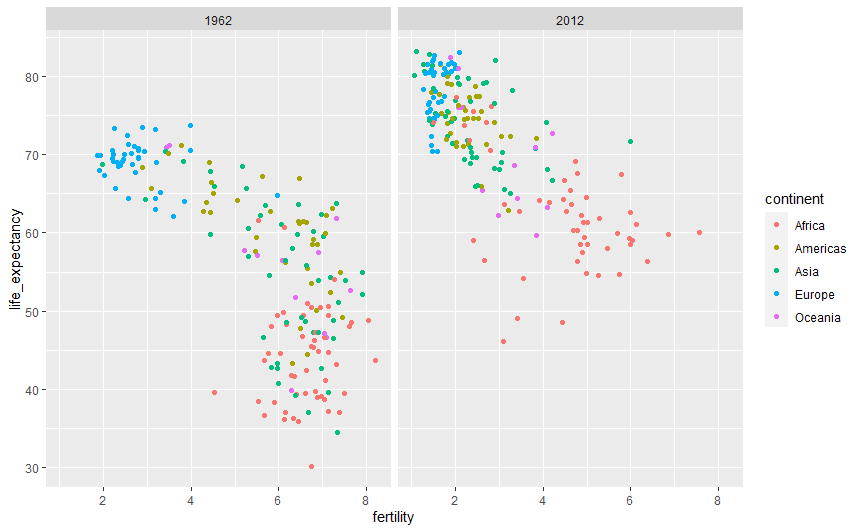 1962
2012
life_expectancy
80
70
60
50
40
30
2 4 6 8
2 4 6 8
fertility
continent
Africa
Americas
Asia
Europe
Oceania